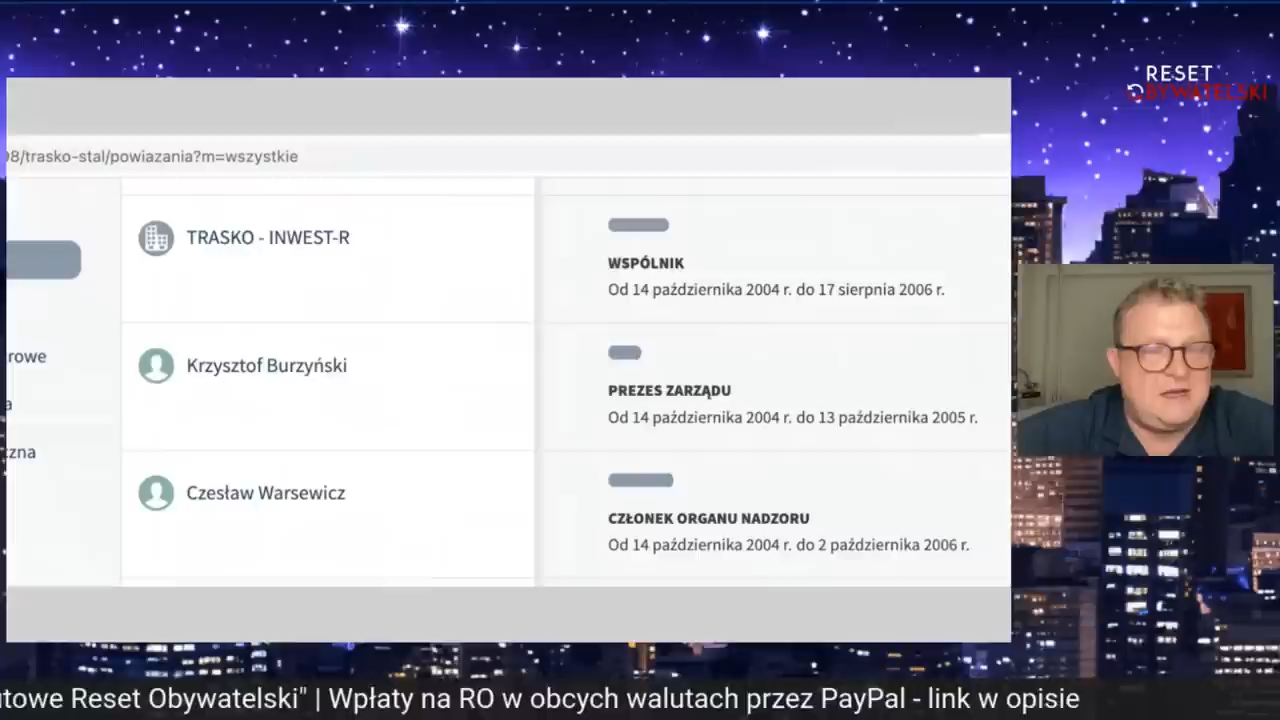 RESET
OBYWATELSKI
98/trasko-stal/powiazania?m=wszystkie
TRASKO - INWEST-R
WSPÓLNIK
Od 14 października 2004 r. do 17 sierpnia 2006 r.
Krzysztof Burzyński
PREZES ZARZĄDU
Od 14 października 2004 r. do 13 października 2005 r.
Czesław Warsewicz
CZŁONEK ORGANU NADZORU
Od 14 października 2004 r. do 2 października 2006 r.
rowe
a
czna
utowe Reset Obywatelski" | Wpłaty na RO w obcych walutach przez PayPal - link w opisie